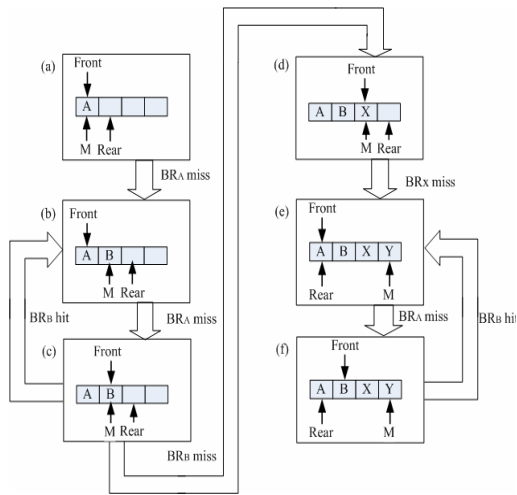 (a)
Front
A
M Rear
BRA miss
(b)
Front
A B
M Rear
BRA miss
(c)
Front
A B
M Rear
BRB hit
BRB miss
(d)
Front
A B X
M Rear
BRX miss
(e)
Front
A B X Y
Rear M
BRA miss
(f)
Front
A B X Y
Rear M
BRB hit